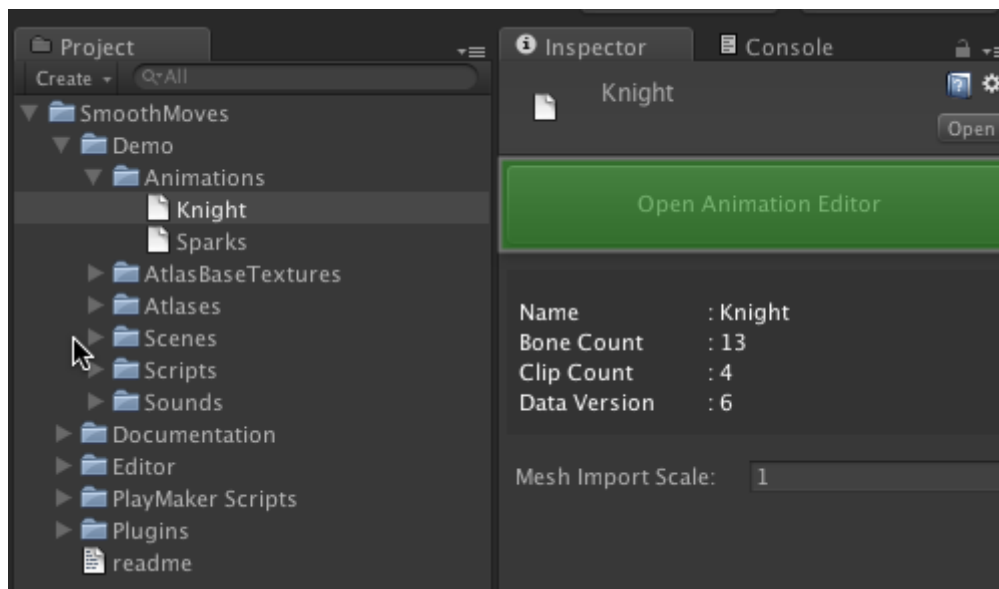 Project
Create
All
SmoothMoves
Demo
Animations
Knight
Sparks
AtlasBaseTextures
Atlases
Scenes
Scripts
Sounds
Documentation
Editor
PlayMaker Scripts
Plugins
readme
Inspector
Console
Knight
Open
Open Animation Editor
Name : Knight
Bone Count : 13
Clip Count : 4
Data Version : 6
Mesh Import Scale: 1